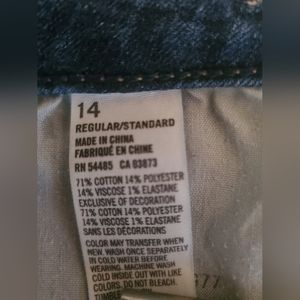 14
REGULAR/STANDARD
MADE IN CHINA
FABRIQUÉ EN CHINE
RN 54485 CA 03873
71% COTTON 14% POLYESTER
14% VISCOSE 1% ELASTANE
EXCLUSIVE OF DECORATION
71% COTON 14% POLYESTER
14% VISCOSE 1% ELASTANE
SANS LES DÉCORATIONS
COLOR MAY TRANSFER WHEN
NEW. WASH ONCE SEPARATELY
IN COLD WATER BEFORE
WEARING. MACHINE WASH
COLD INSIDE OUT WITH LIKE
COLORS. DO NOT BLEACH.
TUMBLE